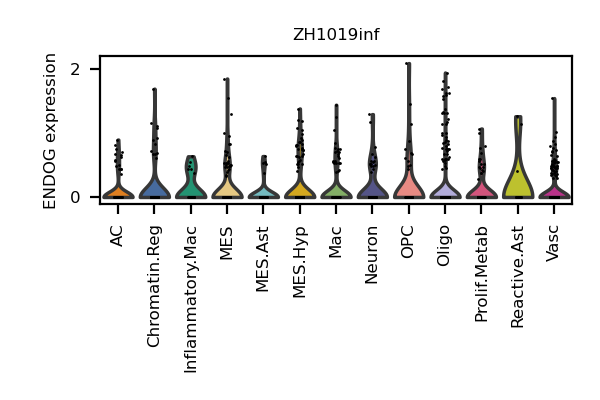 ZH1019inf
ENDOG expression
2
0
AC
Chromatin.Reg
Inflammatory.Mac
MES
MES.Ast
MES.Hyp
Mac
Neuron
OPC
Oligo
Prolif.Metab
Reactive.Ast
Vasc